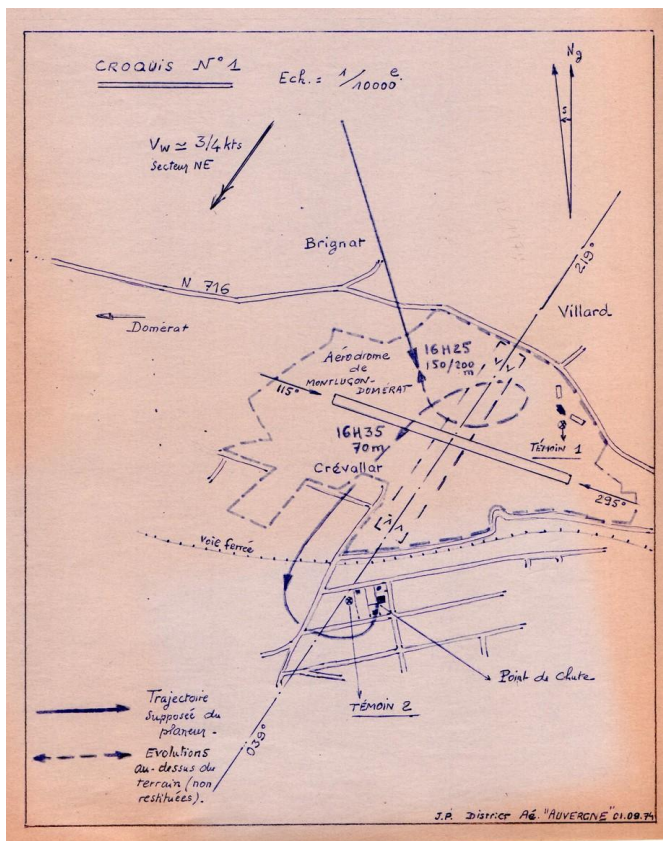 CROQUIS N° 1
Ech. = 1/10000e.
Ng
Vw ≃ 3/4 kts
Secteur NE
Brignat
219°
N 716
Villard
Domérat
16H25
150/200
m
Aérodrome
de
MONTLUÇON-
DOMÉRAT
115°
16H35
70m
TÉMOIN 1
Crévallar
295°
voie ferré
Point de Chute
TÉMOIN 2
Trajectoire
supposée du
planeur -
039°
Evolutions
au-dessus du
terrain (non
restituées).
J.P. District Aé. "AUVERGNE" 01.09.74